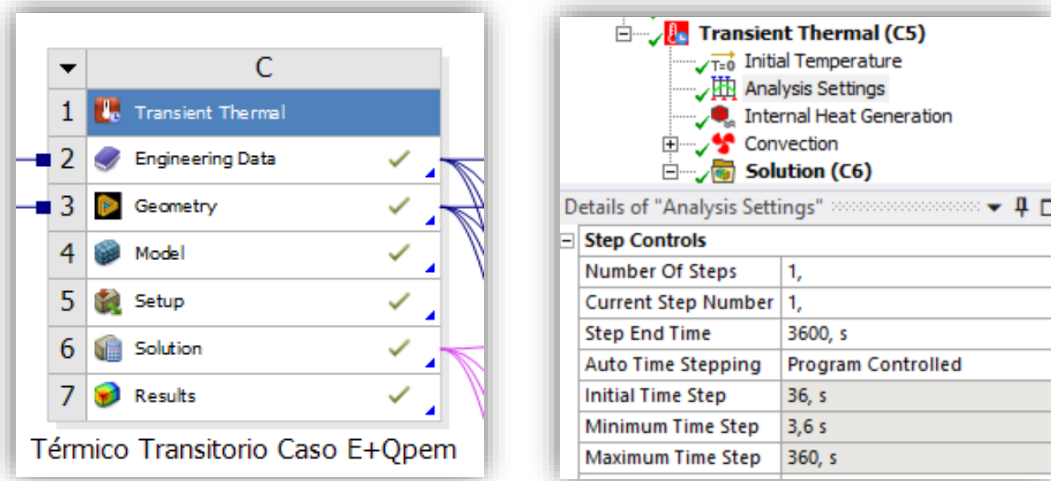 C
1 Transient Thermal
2 Engineering Data
3 Geometry
4 Model
5 Setup
6 Solution
7 Results
Térmico Transitorio Caso E+Qpem
Transient Thermal (C5)
T=0 Initial Temperature
Analysis Settings
Internal Heat Generation
Convection
Solution (C6)
Details of "Analysis Settings"
Step Controls
Number Of Steps 1,
Current Step Number 1,
Step End Time 3600, s
Auto Time Stepping Program Controlled
Initial Time Step 36, s
Minimum Time Step 3,6 s
Maximum Time Step 360, s